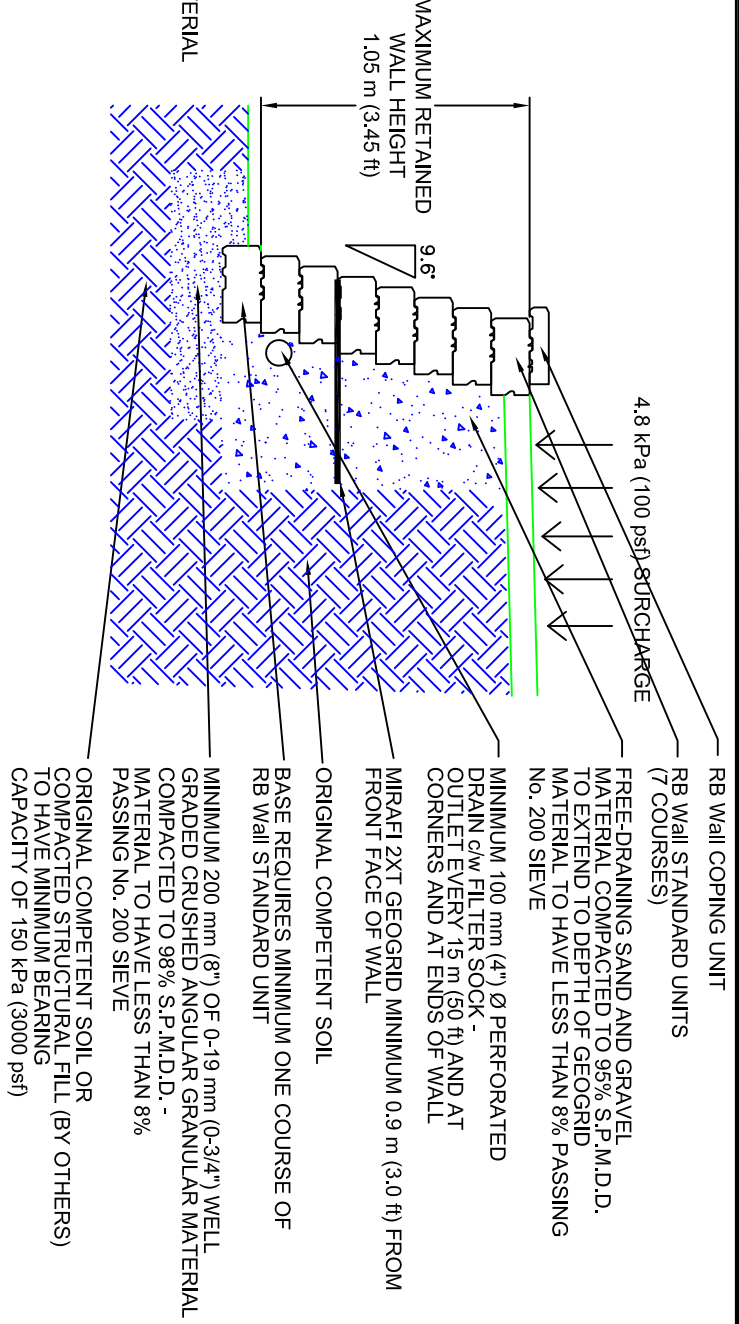 RB Wall COPING UNIT
RB Wall STANDARD UNITS
(7 COURSES)
FREE-DRAINING SAND AND GRAVEL
MATERIAL COMPACTED TO 95% S.P.M.D.D.
TO EXTEND TO DEPTH OF GEOGRID
MATERIAL TO HAVE LESS THAN 8% PASSING
No. 200 SIEVE
MINIMUM 100 mm (4") Ø PERFORATED
DRAIN c/w FILTER SOCK -
OUTLET EVERY 15 m (50 ft) AND AT
CORNERS AND AT ENDS OF WALL
MIRAFI 2XT GEOGRID MINIMUM 0.9 m (3.0 ft) FROM
FRONT FACE OF WALL
ORIGINAL COMPETENT SOIL
BASE REQUIRES MINIMUM ONE COURSE OF
RB Wall STANDARD UNIT
MINIMUM 200 mm (8") OF 0-19 mm (0-3/4") WELL
GRADED CRUSHED ANGULAR GRANULAR MATERIAL
COMPACTED TO 98% S.P.M.D.D. -
MATERIAL TO HAVE LESS THAN 8%
PASSING No. 200 SIEVE
ORIGINAL COMPETENT SOIL OR
COMPACTED STRUCTURAL FILL (BY OTHERS)
TO HAVE MINIMUM BEARING
CAPACITY OF 150 kPa (3000 psf)
4.8 kPa (100 psf) SURCHARGE
9.6°
MAXIMUM RETAINED
WALL HEIGHT
1.05 m (3.45 ft)
ERIAL